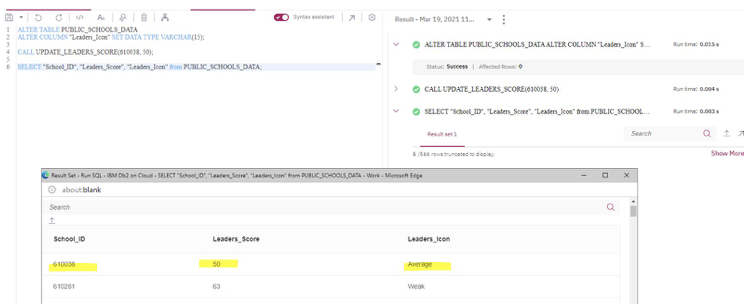 Syntax assistant
1 ALTER TABLE PUBLIC_SCHOOLS_DATA
2 ALTER COLUMN "Leaders_Icon" SET DATA TYPE VARCHAR(15);
3
4 CALL UPDATE_LEADERS_SCORE(610038, 50);
5
6 SELECT "School_ID", "Leaders_Score", "Leaders_Icon" from PUBLIC_SCHOOLS_DATA;
Result - Mar 19, 2021 11...
ALTER TABLE PUBLIC_SCHOOLS_DATA ALTER COLUMN "Leaders_Icon" S... Run time: 0.015 s
Status: Success | Affected Rows: 0
CALL UPDATE_LEADERS_SCORE(610038, 50) Run time: 0.004 s
SELECT "School_ID", "Leaders_Score", "Leaders_Icon" from PUBLIC_SCHOOL... Run time: 0.003 s
Result set 1 Search
5 /566 rows truncated to display. Show More
Result Set - Run SQL - IBM Db2 on Cloud - SELECT "School_ID", "Leaders_Score", "Leaders_Icon" from PUBLIC_SCHOOLS_DATA - Work - Microsoft Edge
about:blank
Search
School_ID Leaders_Score Leaders_Icon
610038 50 Average
610281 63 Weak